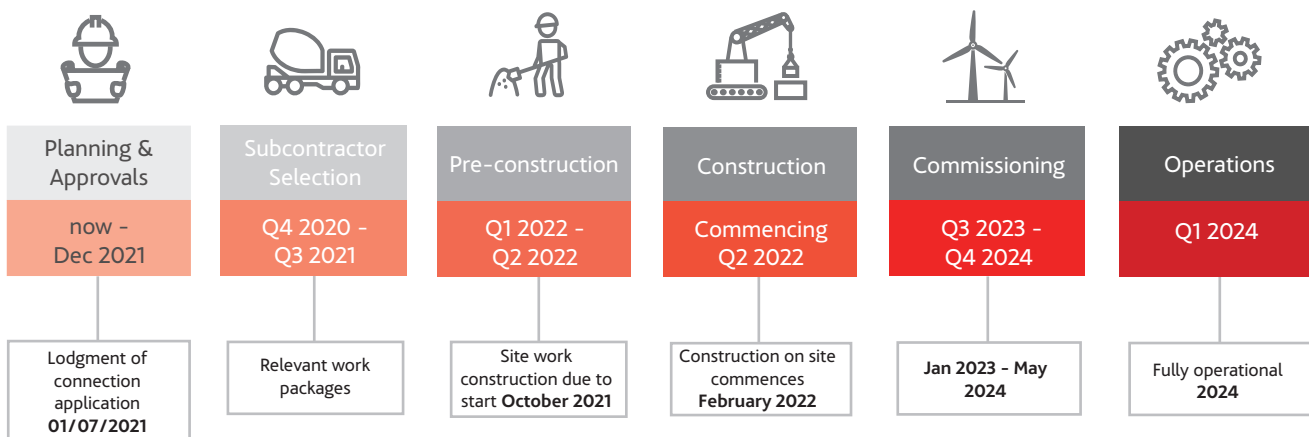 Planning &
Approvals
Subcontractor
Selection
Pre-construction
Construction
Commissioning
Operations
now -
Dec 2021
Q4 2020 -
Q3 2021
Q1 2022 -
Q2 2022
Commencing
Q2 2022
Q3 2023 -
Q4 2024
Q1 2024
Lodgment of
connection
application
01/07/2021
Relevant work
packages
Site work
construction due to
start October 2021
Construction on site
commences
February 2022
Jan 2023 - May
2024
Fully operational
2024